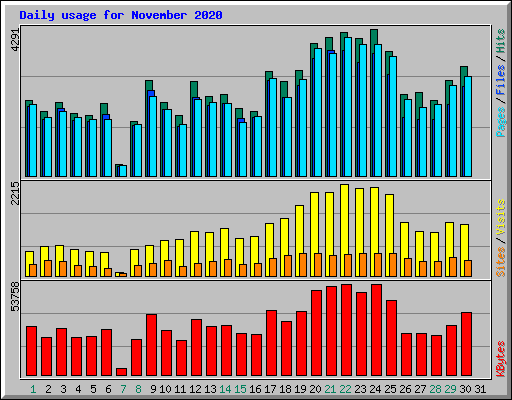 Daily usage for November 2020
4291
Pages / Files / Hits
2215
Sites / Visits
53758
KBytes
1 2 3 4 5 6 7 8 9 10 11 12 13 14 15 16 17 18 19 20 21 22 23 24 25 26 27 28 29 30 31